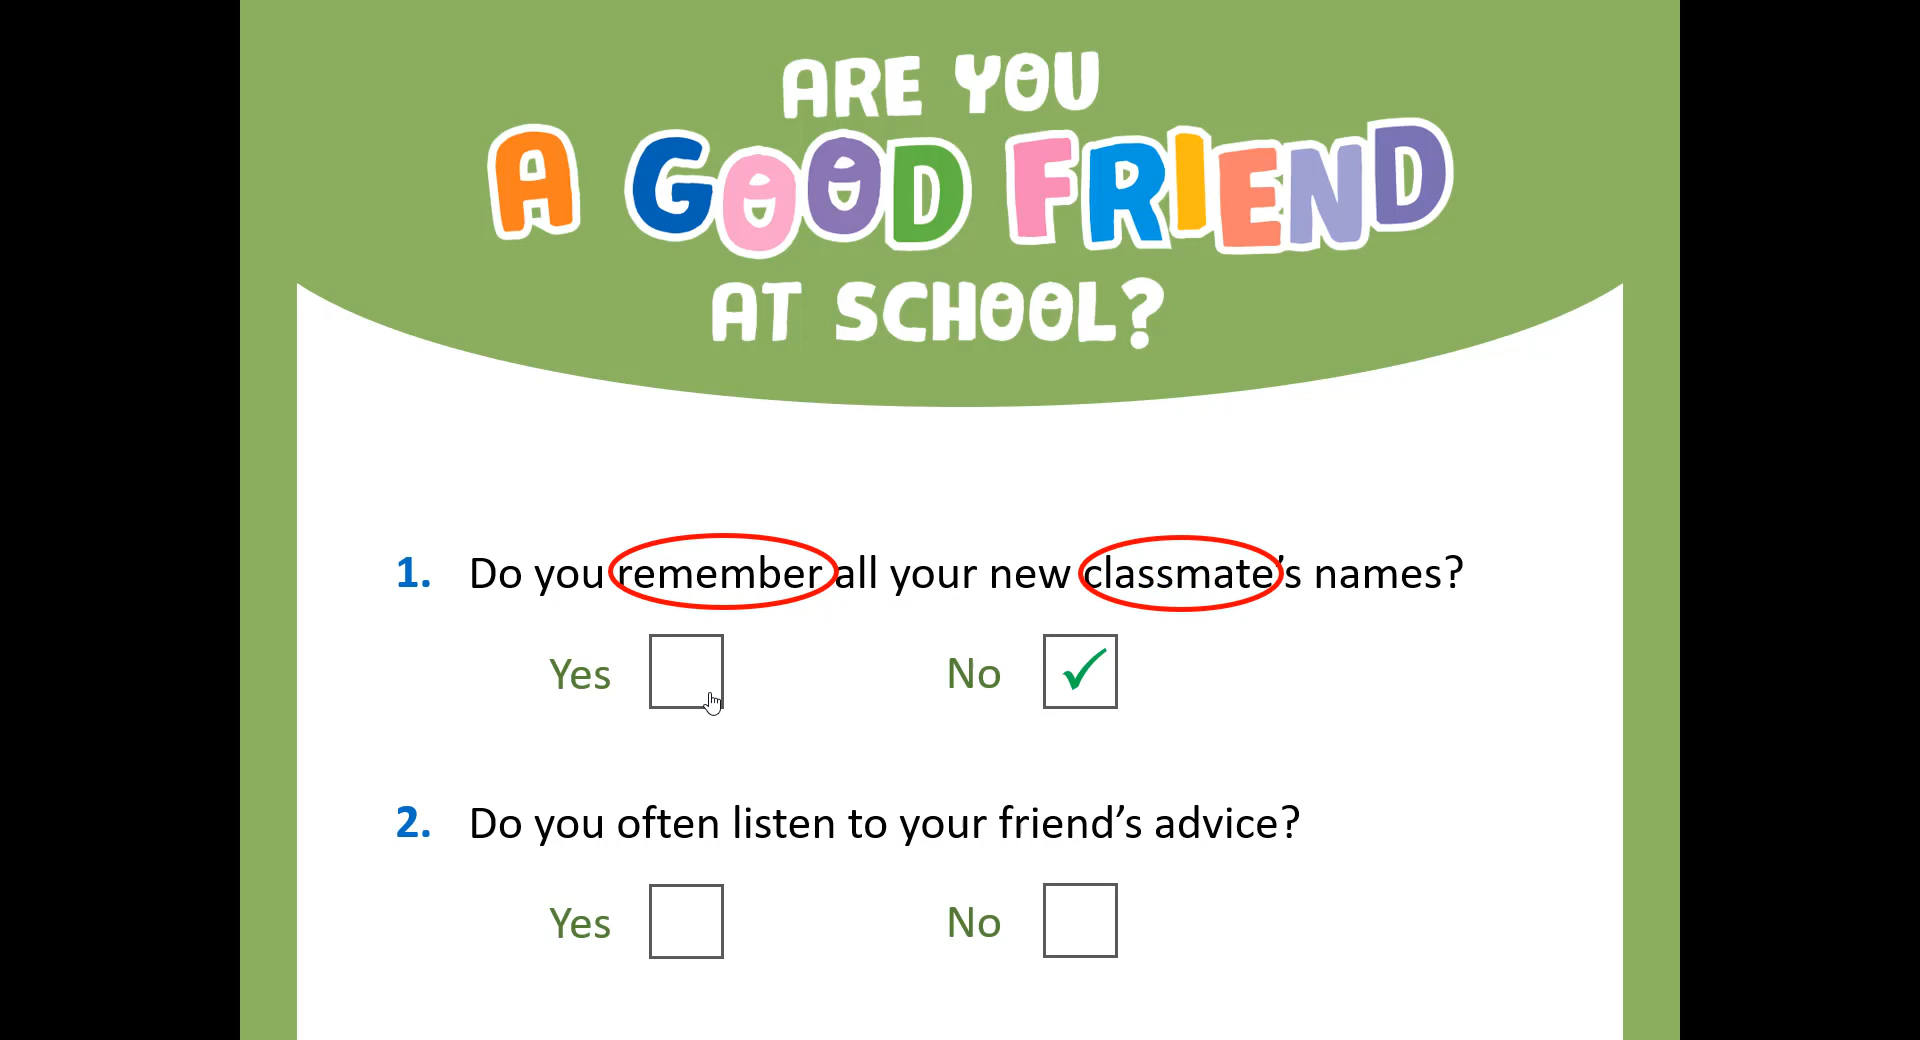 ARE YOU
A GOOD FRIEND
AT SCHOOL?
1. Do you remember all your new classmate's names?
Yes No ✓
2. Do you often listen to your friend’s advice?
Yes No